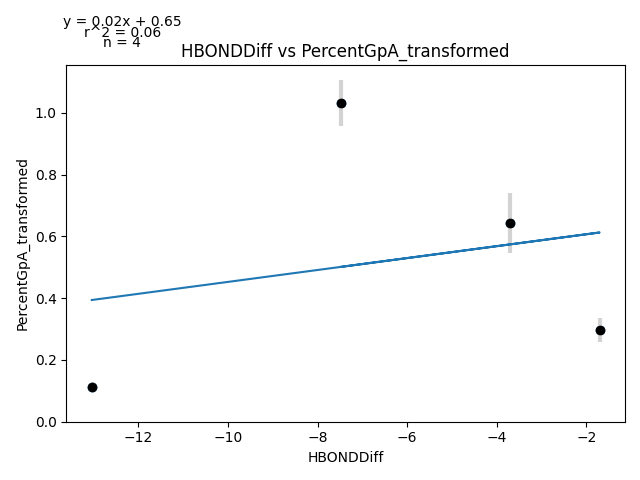 y = 0.02x + 0.65
r^2 = 0.06
n = 4
HBONDDiff vs PercentGpA_transformed
PercentGpA_transformed
1.0
0.8
0.6
0.4
0.2
0.0
−12 −10 −8 −6 −4 −2
HBONDDiff